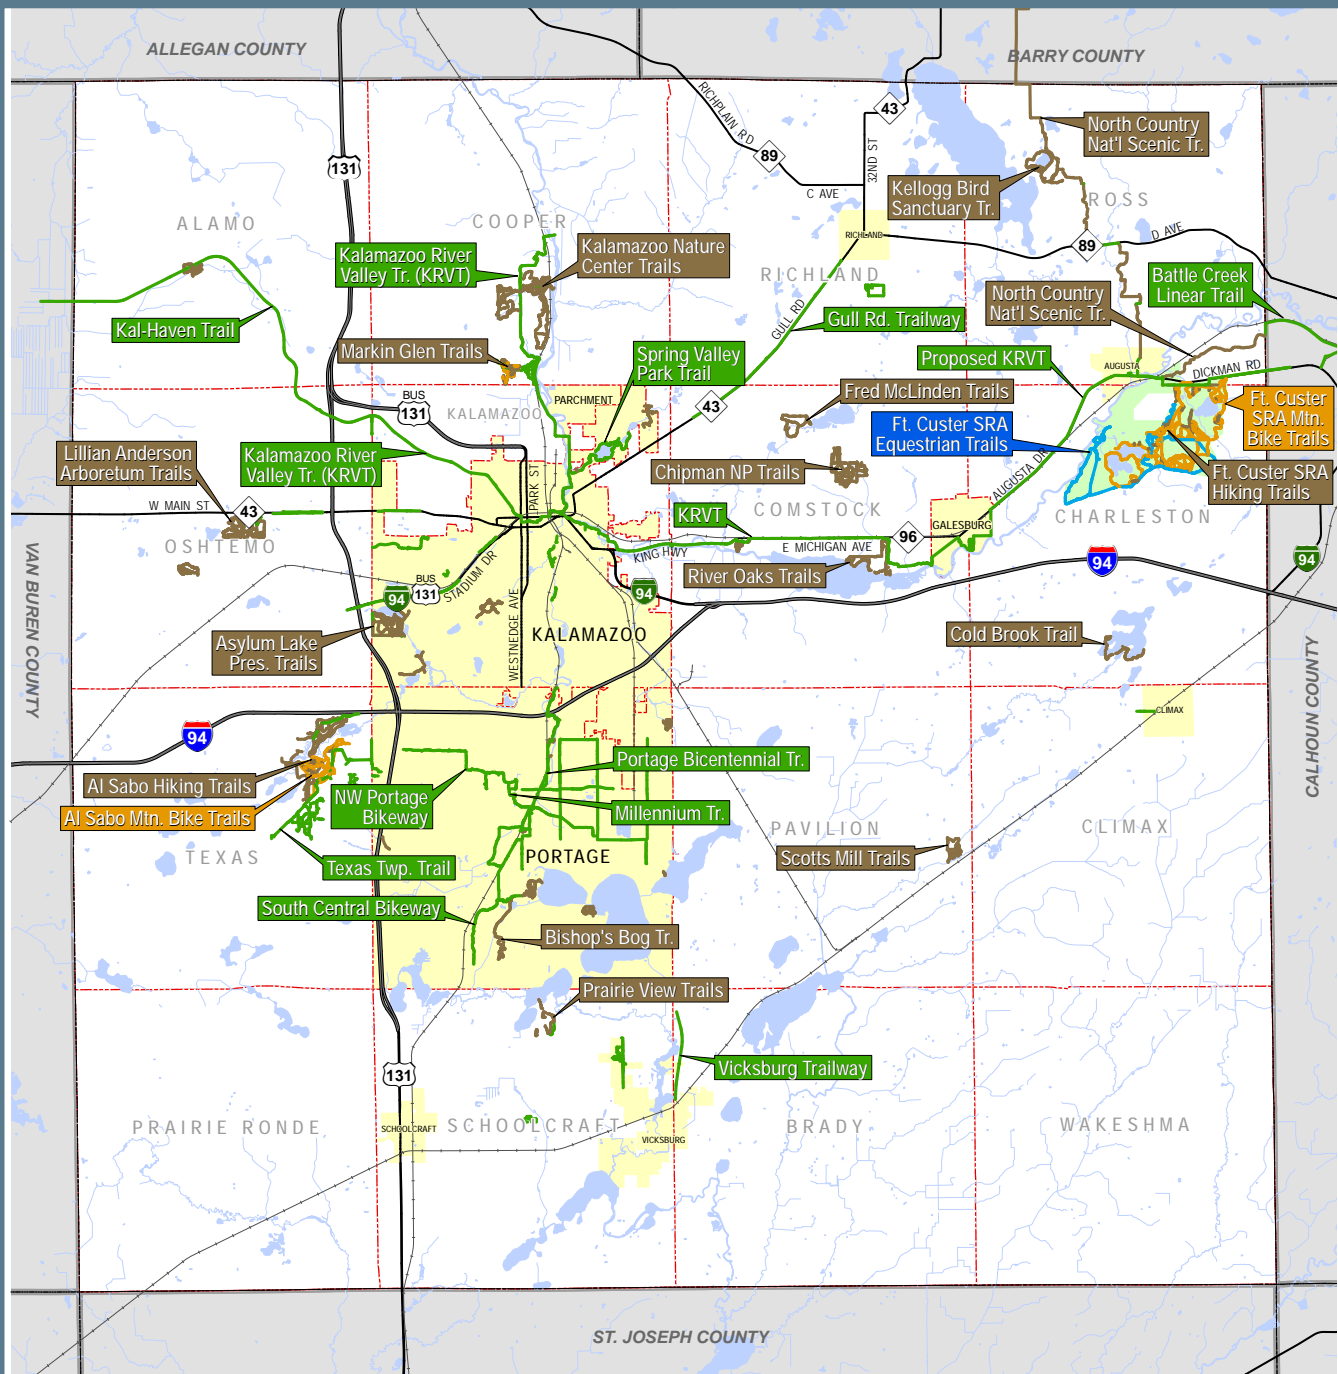 ALLEGAN COUNTY
BARRY COUNTY
RICHPLAIN RD
43
North Country
Nat'l Scenic Tr.
131
89
32ND ST
Kellogg Bird
Sanctuary Tr.
C AVE
ROSS
ALAMO
COOPER
RICHLAND
89
D AVE
Kalamazoo River
Valley Tr. (KRVT)
Kalamazoo Nature
Center Trails
RICHLAND
Battle Creek
Linear Trail
North Country
Nat'l Scenic Tr.
Kal-Haven Trail
GULL RD
Gull Rd. Trailway
Markin Glen Trails
Spring Valley
Park Trail
Proposed KRVT
AUGUSTA
DICKMAN RD
BUS
131
KALAMAZOO
PARCHMENT
43
Fred McLinden Trails
Ft. Custer
SRA Mtn.
Bike Trails
Ft. Custer SRA
Equestrian Trails
Lillian Anderson
Arboretum Trails
Kalamazoo River
Valley Tr. (KRVT)
PARK ST
Chipman NP Trails
AUGUSTA DR
Ft. Custer SRA
Hiking Trails
W MAIN ST
43
COMSTOCK
KRVT
GALESBURG
CHARLESTON
OSHTEMO
KING HWY
E MICHIGAN AVE
96
94
94
VAN BUREN COUNTY
BUS
131
94
STADIUM DR
River Oaks Trails
94
WESTNEDGE AVE
KALAMAZOO
Asylum Lake
Pres. Trails
Cold Brook Trail
CALHOUN COUNTY
CLIMAX
94
Al Sabo Hiking Trails
Portage Bicentennial Tr.
NW Portage
Bikeway
Al Sabo Mtn. Bike Trails
Millennium Tr.
PAVILION
CLIMAX
TEXAS
PORTAGE
Scotts Mill Trails
Texas Twp. Trail
South Central Bikeway
Bishop's Bog Tr.
Prairie View Trails
131
Vicksburg Trailway
PRAIRIE RONDE
SCHOOLCRAFT
SCHOOLCRAFT
VICKSBURG
BRADY
WAKESHMA
ST. JOSEPH COUNTY